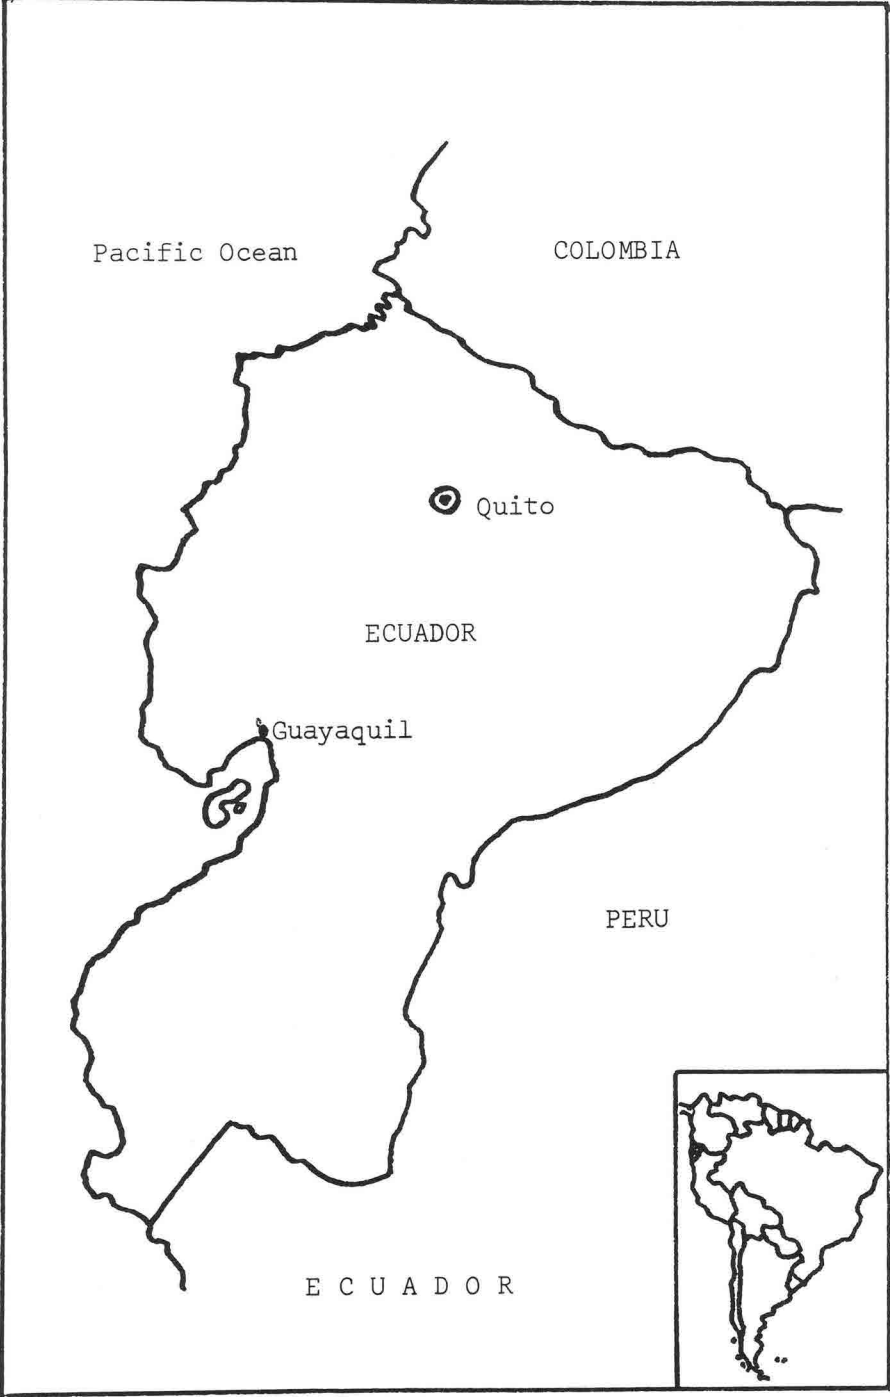 Pacific Ocean
COLOMBIA
Quito
ECUADOR
Guayaquil
PERU
E C U A D O R